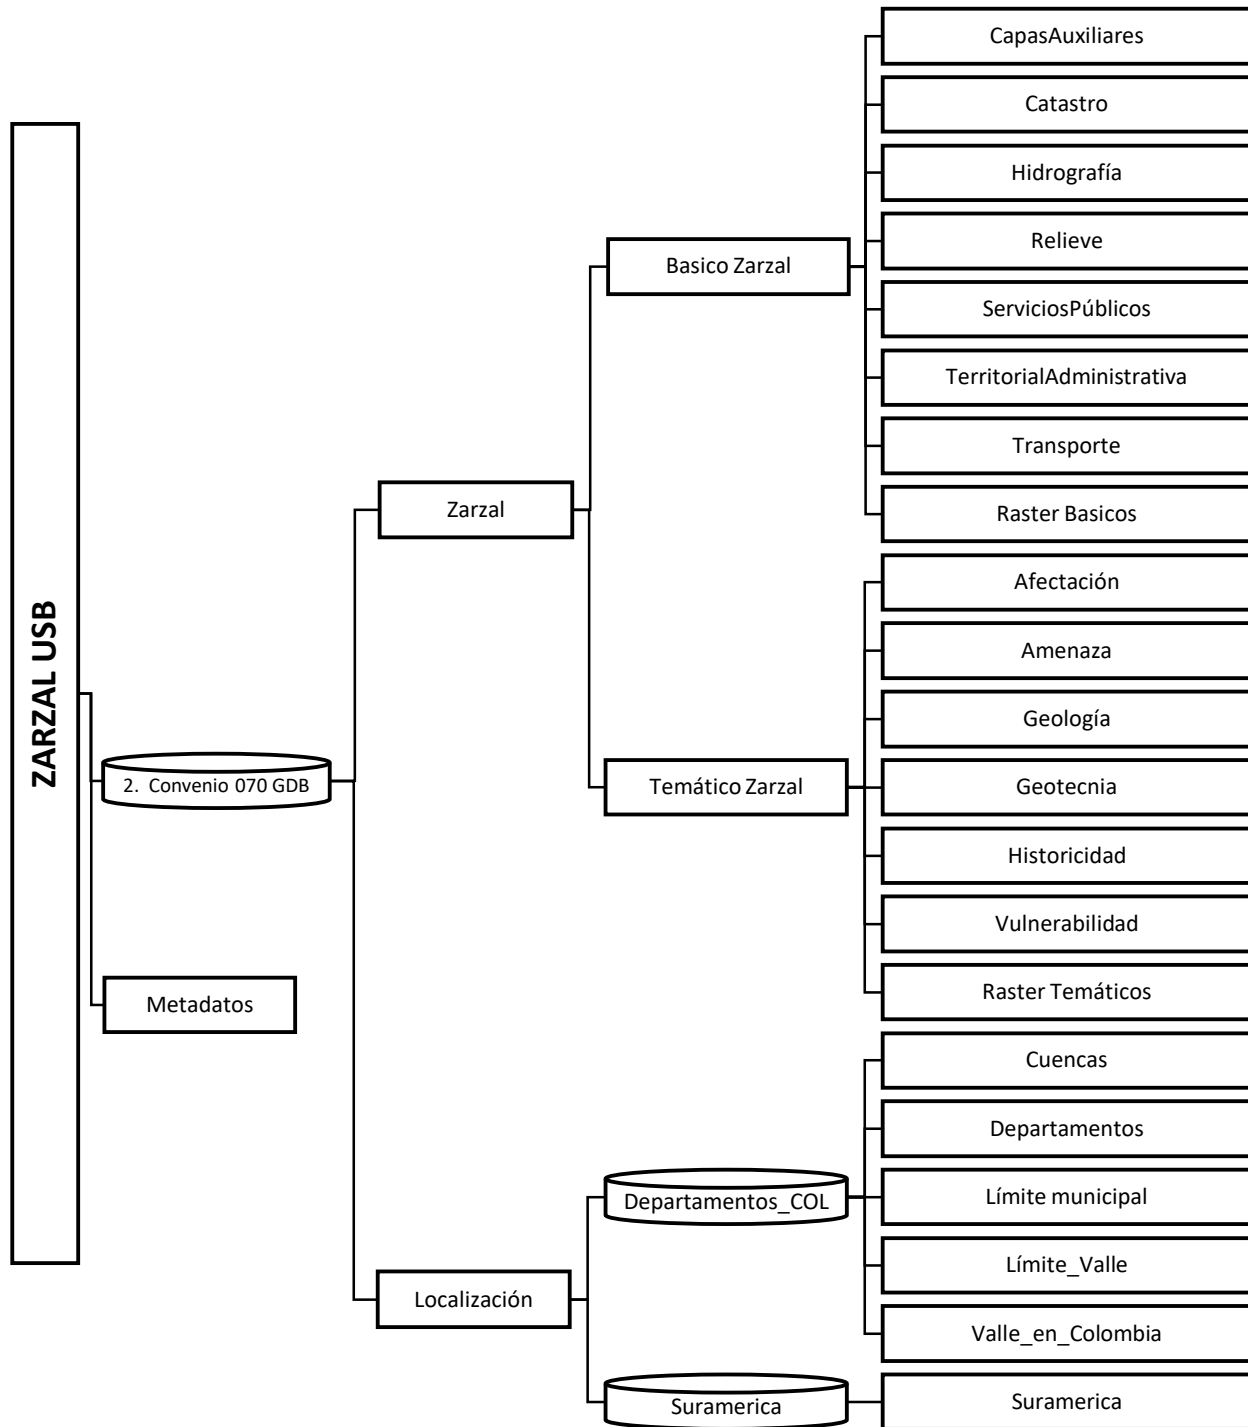 ZARZAL USB
2. Convenio 070 GDB
Metadatos
Zarzal
Localización
Basico Zarzal
Temático Zarzal
Departamentos_COL
Suramerica
CapasAuxiliares
Catastro
Hidrografía
Relieve
ServiciosPúblicos
TerritorialAdministrativa
Transporte
Raster Basicos
Afectación
Amenaza
Geología
Geotecnia
Historicidad
Vulnerabilidad
Raster Temáticos
Cuencas
Departamentos
Límite municipal
Límite_Valle
Valle_en_Colombia
Suramerica